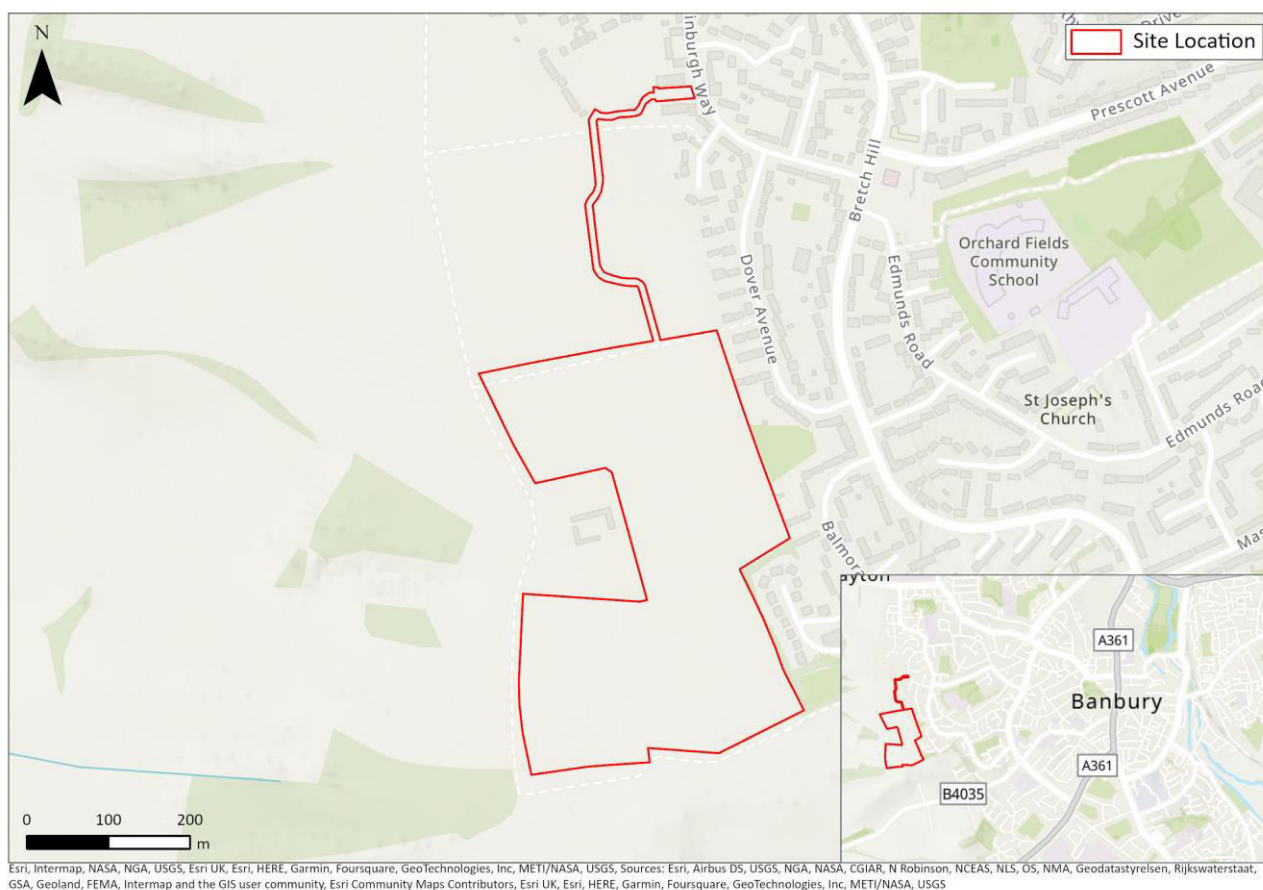 N
Site Location
inburgh Way
Drive
Prescott Avenue
Bretch Hill
Orchard Fields
Community
School
Dover Avenue
Edmunds Road
St Joseph's
Church
Edmunds Road
Balmora
Mas
ayton
A361
Banbury
A361
B4035
0 100 200
m
Esri, Intermap, NASA, NGA, USGS, Esri UK, Esri, HERE, Garmin, Foursquare, GeoTechnologies, Inc, METI/NASA, USGS, Sources: Esri, Airbus DS, USGS, NGA, NASA, CGIAR, N Robinson, NCEAS, NLS, OS, NMA, Geodatastyrelsen, Rijkswaterstaat,
GSA, Geoland, FEMA, Intermap and the GIS user community, Esri Community Maps Contributors, Esri UK, Esri, HERE, Garmin, Foursquare, GeoTechnologies, Inc, METI/NASA, USGS